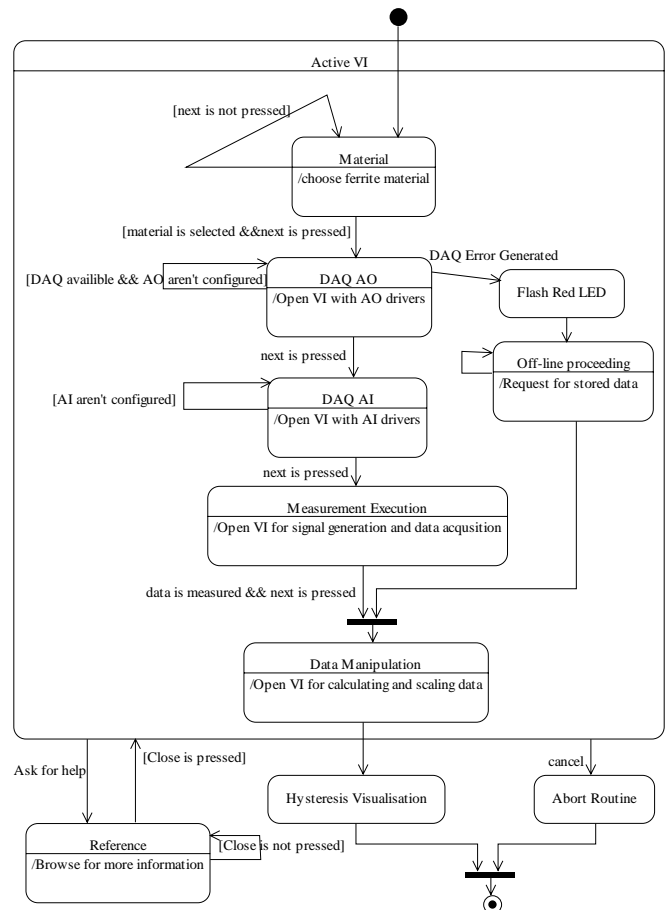 Active VI
[next is not pressed]
Material
/choose ferrite material
[material is selected &&next is pressed]
DAQ Error Generated
[DAQ availible && AO aren't configured]
DAQ AO
/Open VI with AO drivers
Flash Red LED
next is pressed
Off-line proceeding
/Request for stored data
[AI aren't configured]
DAQ AI
/Open VI with AI drivers
next is pressed
Measurement Execution
/Open VI for signal generation and data acqusition
data is measured && next is pressed
Data Manipulation
/Open VI for calculating and scaling data
Ask for help
[Close is pressed]
cancel
Hysteresis Visualisation
Abort Routine
Reference
/Browse for more information
[Close is not pressed]